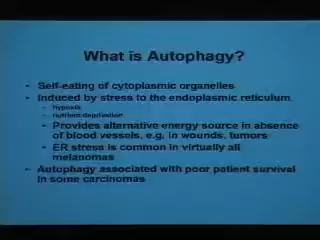 What is Autophagy?
- Self-eating of cytoplasmic organelles
- Induced by stress to the endoplasmic reticulum
- hypoxia
- nutrient deprivation
- Provides alternative energy source in absence
of blood vessels, e.g. in wounds, tumors
- ER stress is common in virtually all
melanomas
- Autophagy associated with poor patient survival
in some carcinomas